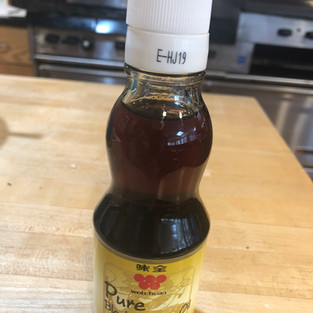 E-HJ19
味全
wei-chuan
Pure